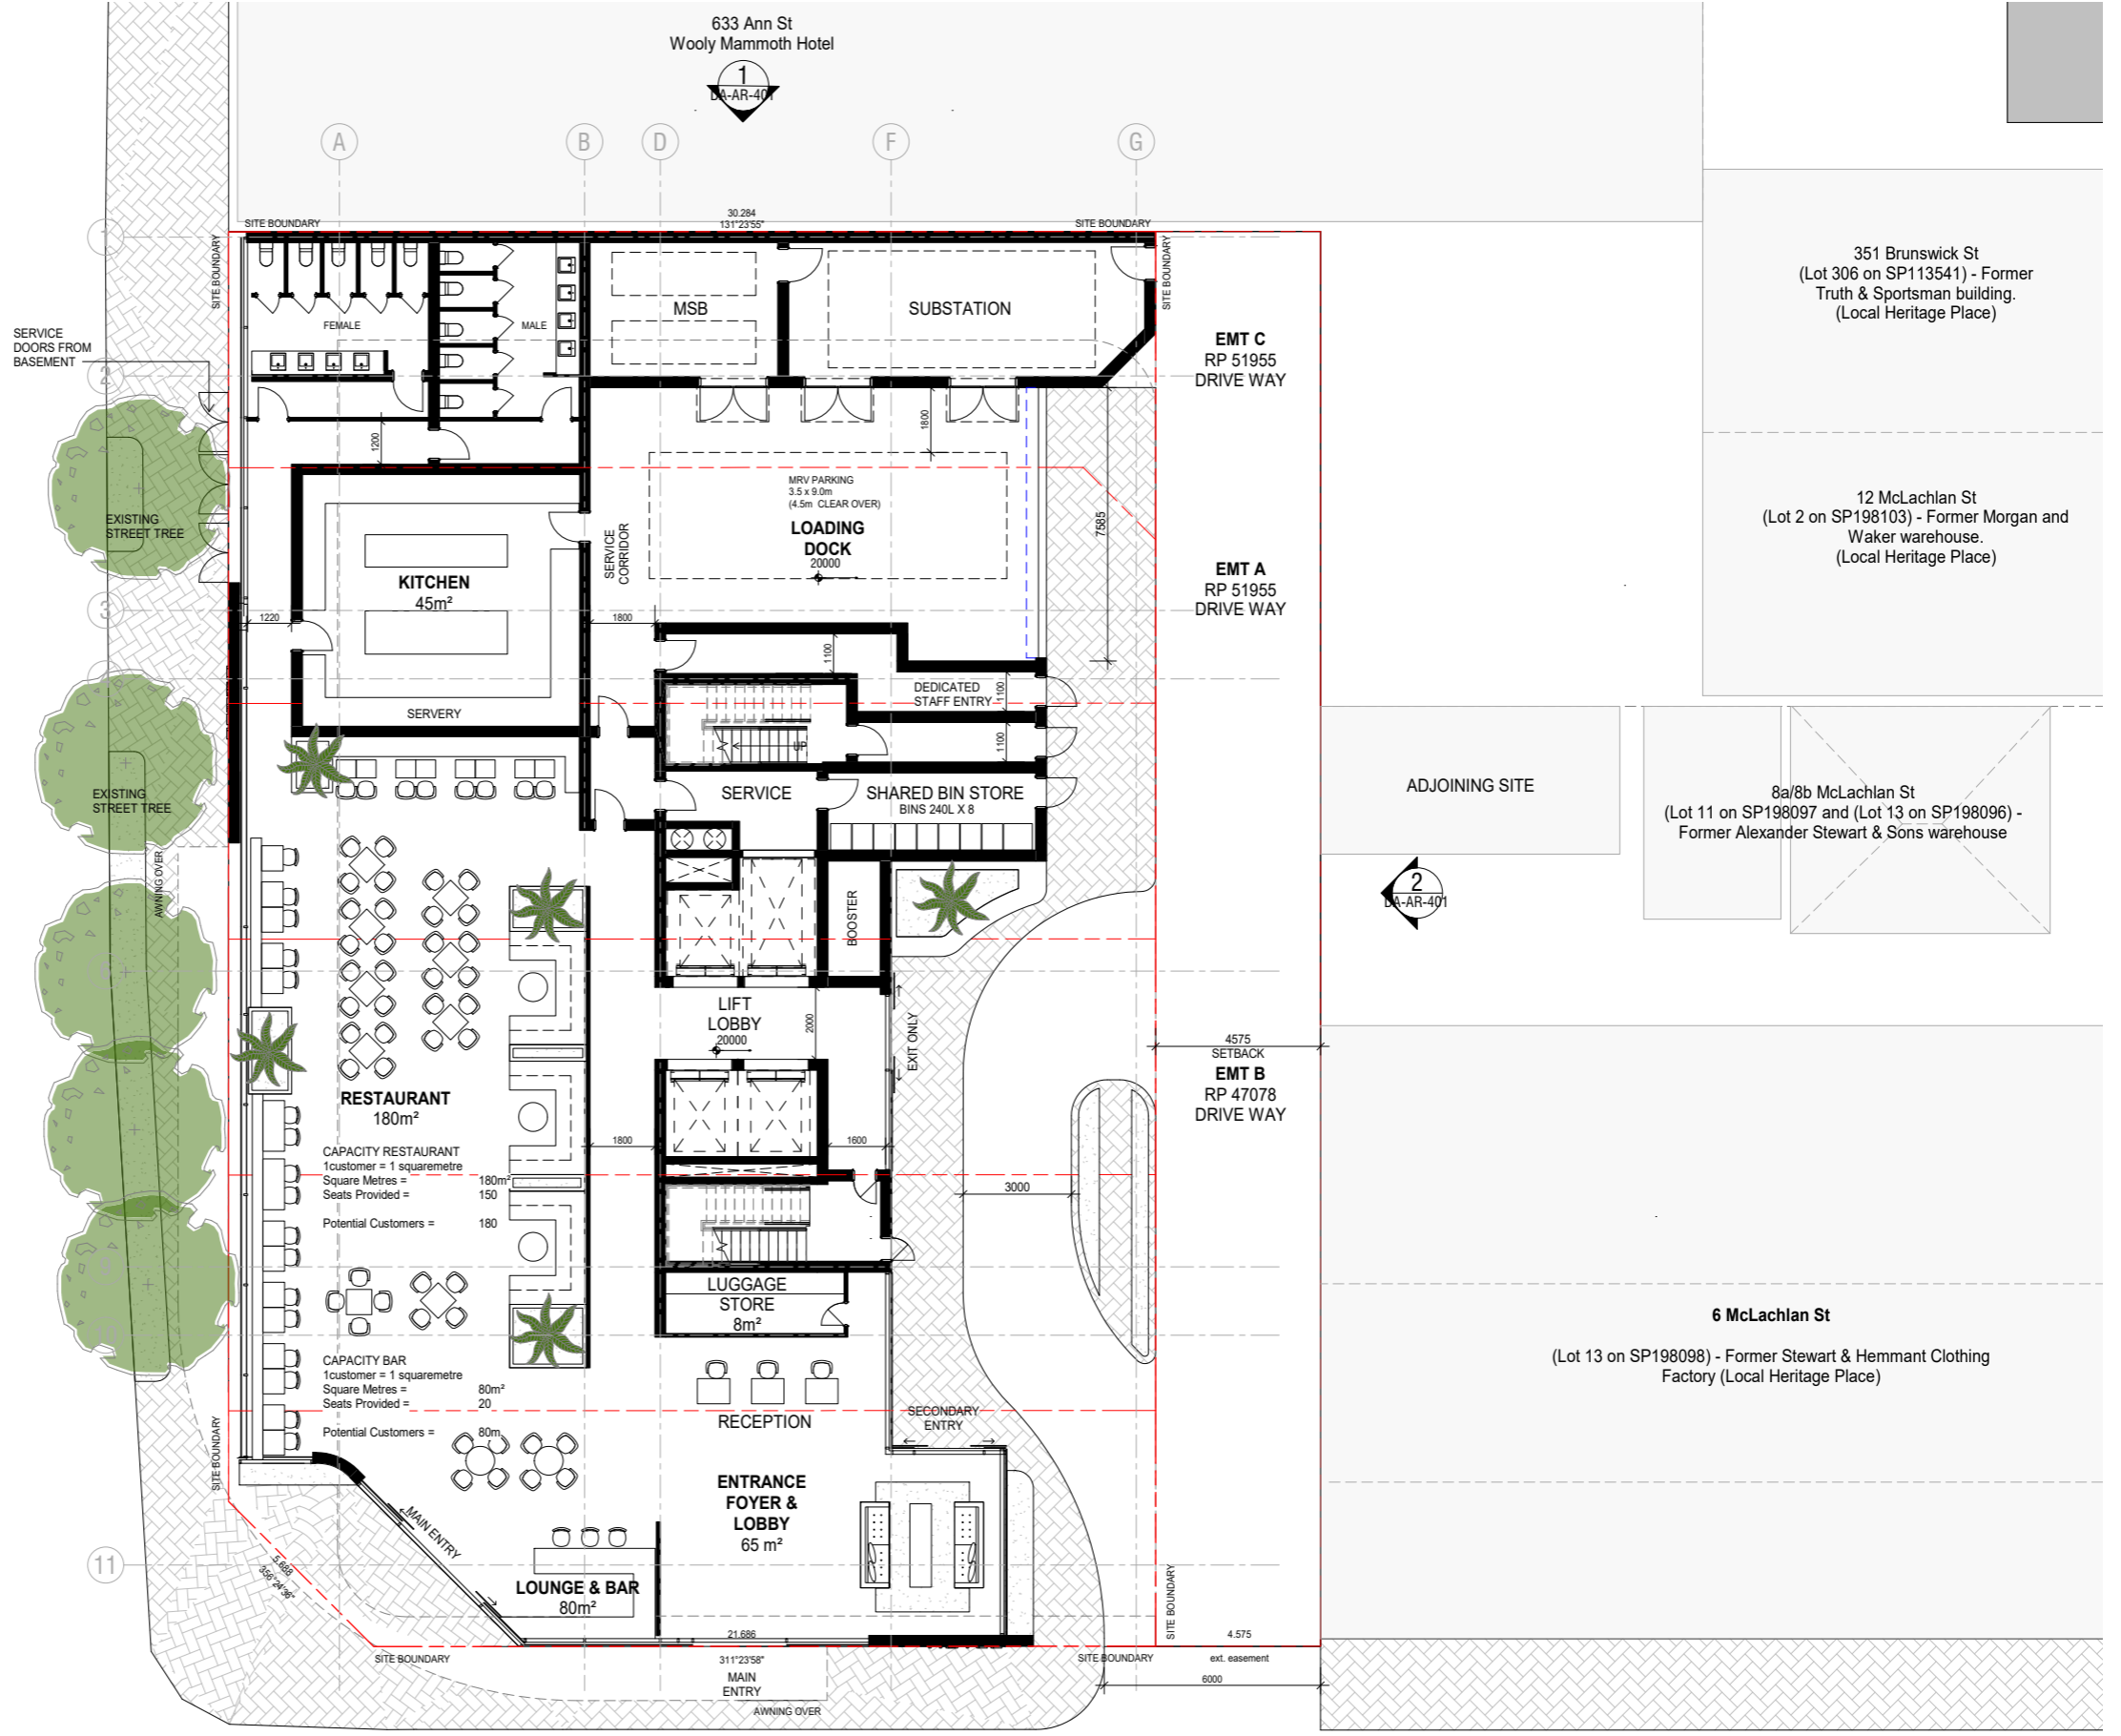 633 Ann St
Wooly Mammoth Hotel
1
DA-AR-401
A
B
D
F
G
30.284
131°23'55"
SITE BOUNDARY
SITE BOUNDARY
SITE BOUNDARY
SITE BOUNDARY
1
351 Brunswick St
(Lot 306 on SP113541) - Former
Truth & Sportsman building.
(Local Heritage Place)
MSB
SUBSTATION
FEMALE
MALE
SERVICE
DOORS FROM
BASEMENT
2
EMT C
RP 51955
DRIVE WAY
1200
1800
MRV PARKING
3.5 x 9.0m
(4.5m CLEAR OVER)
LOADING
DOCK
20000
7585
12 McLachlan St
(Lot 2 on SP198103) - Former Morgan and
Waker warehouse.
(Local Heritage Place)
EXISTING
STREET TREE
SERVICE
CORRIDOR
KITCHEN
45m²
EMT A
RP 51955
DRIVE WAY
3
1220
1800
1100
DEDICATED
STAFF ENTRY
1100
SERVERY
UP
1100
EXISTING
STREET TREE
SERVICE
SHARED BIN STORE
BINS 240L X 8
ADJOINING SITE
8a/8b McLachlan St
(Lot 11 on SP198097 and (Lot 13 on SP198096) -
Former Alexander Stewart & Sons warehouse
AWNING OVER
BOOSTER
2
DA-AR-401
LIFT
LOBBY
20000
2000
EXIT ONLY
4575
SETBACK
EMT B
RP 47078
DRIVE WAY
RESTAURANT
180m²
CAPACITY RESTAURANT
1customer = 1 squaremetre
Square Metres = 180m²
Seats Provided = 150
Potential Customers = 180
1800
1600
3000
8
10
LUGGAGE
STORE
8m²
6 McLachlan St
(Lot 13 on SP198098) - Former Stewart & Hemmant Clothing
Factory (Local Heritage Place)
CAPACITY BAR
1customer = 1 squaremetre
Square Metres = 80m²
Seats Provided = 20
Potential Customers = 80m
RECEPTION
SECONDARY
ENTRY
SITE BOUNDARY
MAIN ENTRY
ENTRANCE
FOYER &
LOBBY
65 m²
11
5.688
356°24'36"
LOUNGE & BAR
80m²
SITE BOUNDARY
21.686
4.575
SITE BOUNDARY
311°23'58"
SITE BOUNDARY
ext. easement
MAIN
ENTRY
6000
AWNING OVER